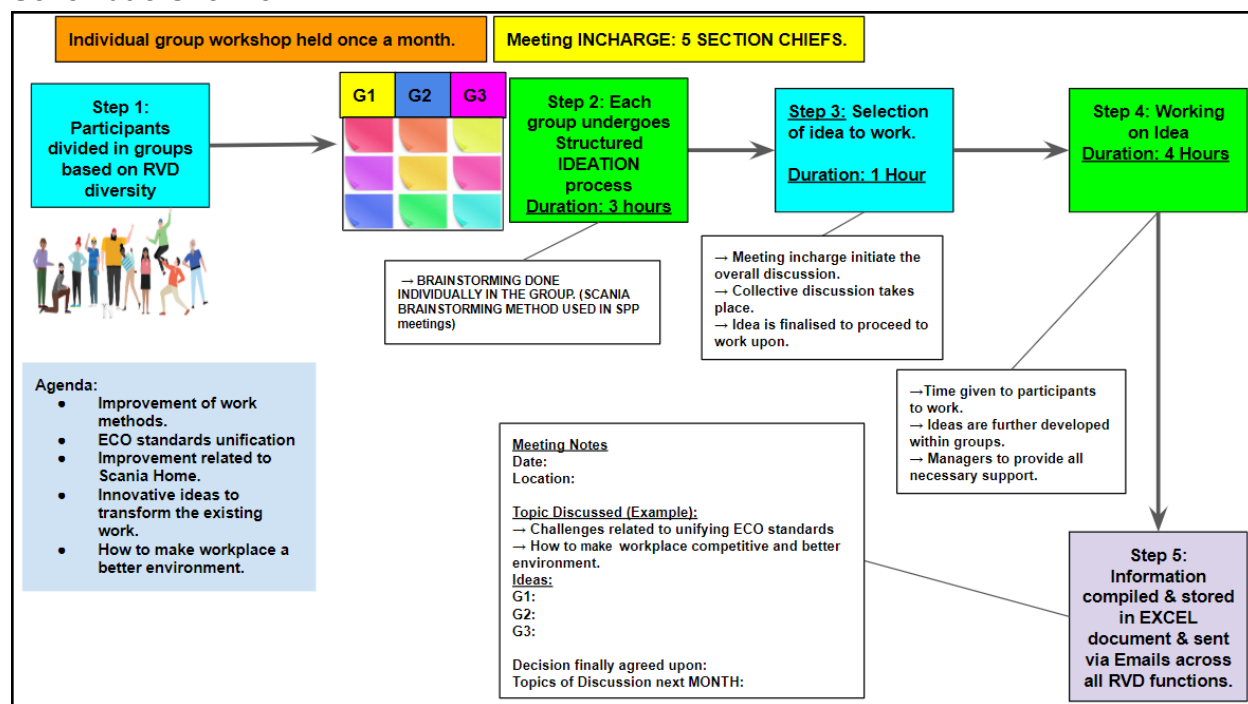 Individual group workshop held once a month.
Meeting INCHARGE: 5 SECTION CHIEFS.
Step 1:
Participants
divided in groups
based on RVD
diversity
G1
G2
G3
Step 2: Each
group undergoes
Structured
IDEATION
process
Duration: 3 hours
Step 3: Selection
of idea to work.
Duration: 1 Hour
Step 4: Working
on Idea
Duration: 4 Hours
→ BRAINSTORMING DONE
INDIVIDUALLY IN THE GROUP. (SCANIA
BRAINSTORMING METHOD USED IN SPP
meetings)
→ Meeting incharge initiate the
overall discussion.
→ Collective discussion takes
place.
→ Idea is finalised to proceed to
work upon.
→Time given to participants
to work.
→ Ideas are further developed
within groups.
→ Managers to provide all
necessary support.
Agenda:
● Improvement of work
methods.
● ECO standards unification
● Improvement related to
Scania Home.
● Innovative ideas to
transform the existing
work.
● How to make workplace a
better environment.
Meeting Notes
Date:
Location:
Topic Discussed (Example):
→ Challenges related to unifying ECO standards
→ How to make workplace competitive and better
environment.
Ideas:
G1:
G2:
G3:
Decision finally agreed upon:
Topics of Discussion next MONTH:
Step 5:
Information
compiled & stored
in EXCEL
document & sent
via Emails across
all RVD functions.